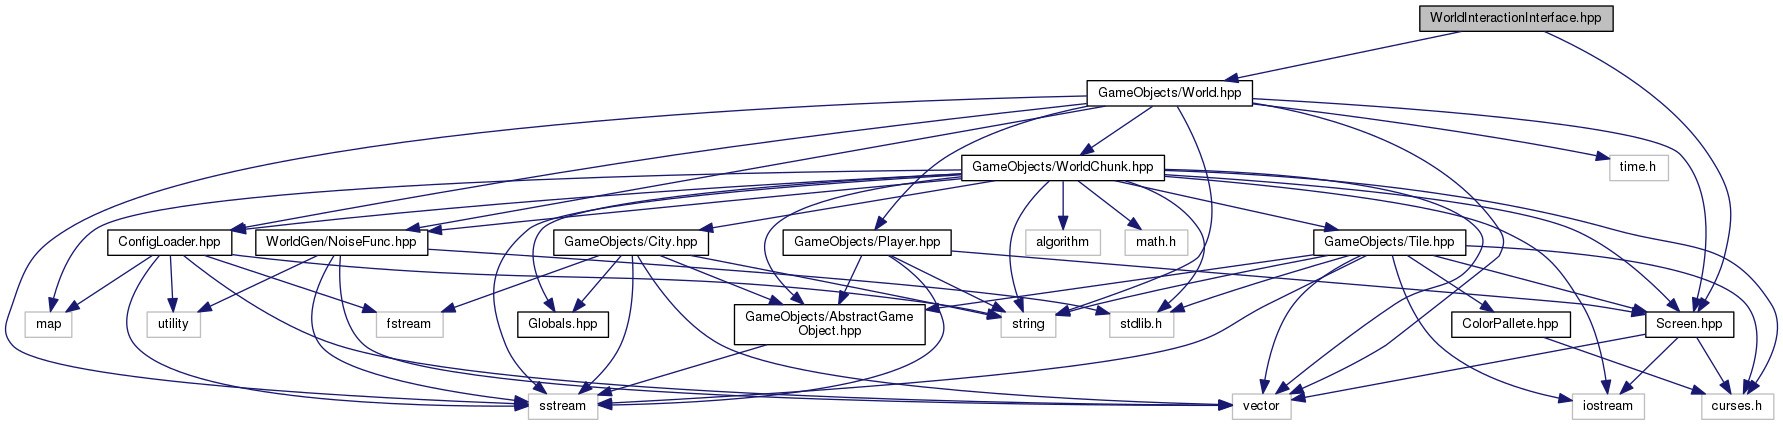 WorldInteractionInterface.hpp
GameObjects/World.hpp
GameObjects/WorldChunk.hpp
time.h
ConfigLoader.hpp
WorldGen/NoiseFunc.hpp
GameObjects/City.hpp
GameObjects/Player.hpp
algorithm
math.h
GameObjects/Tile.hpp
map
utility
fstream
Globals.hpp
GameObjects/AbstractGame
Object.hpp
string
stdlib.h
ColorPallete.hpp
Screen.hpp
sstream
vector
iostream
curses.h